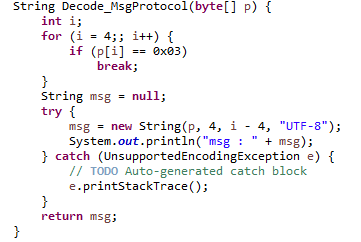 String Decode_MsgProtocol(byte[] p) {
    int i;
    for (i = 4;; i++) {
        if (p[i] == 0x03)
            break;
    }
    String msg = null;
    try {
        msg = new String(p, 4, i - 4, "UTF-8");
        System.out.println("msg : " + msg);
    } catch (UnsupportedEncodingException e) {
        // TODO Auto-generated catch block
        e.printStackTrace();
    }
    return msg;
}